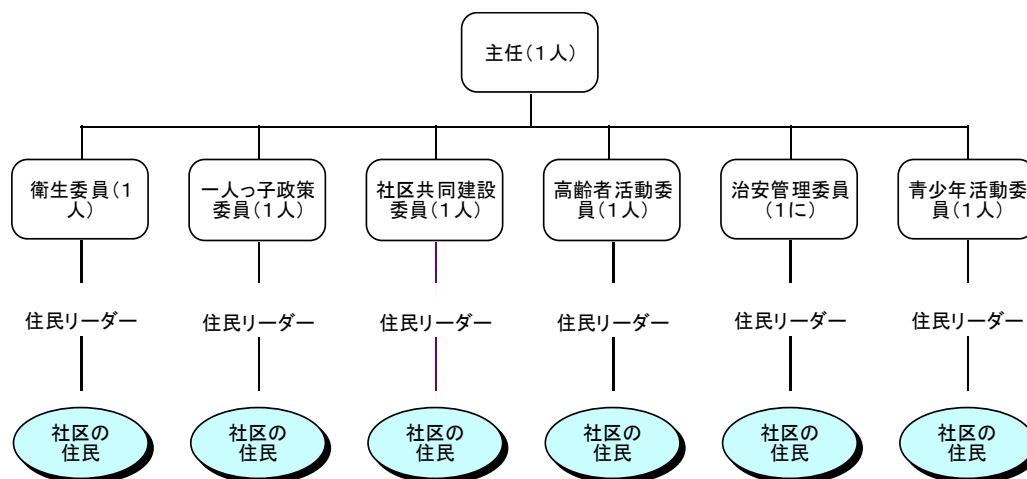 主任(1人)
衛生委員(1
人)
一人っ子政策
委員(1人)
社区共同建設
委員(1人)
高齢者活動委
員(1人)
治安管理委員
(1に)
青少年活動委
員(1人)
住民リーダー
住民リーダー
住民リーダー
住民リーダー
住民リーダー
住民リーダー
社区の
住民
社区の
住民
社区の
住民
社区の
住民
社区の
住民
社区の
住民